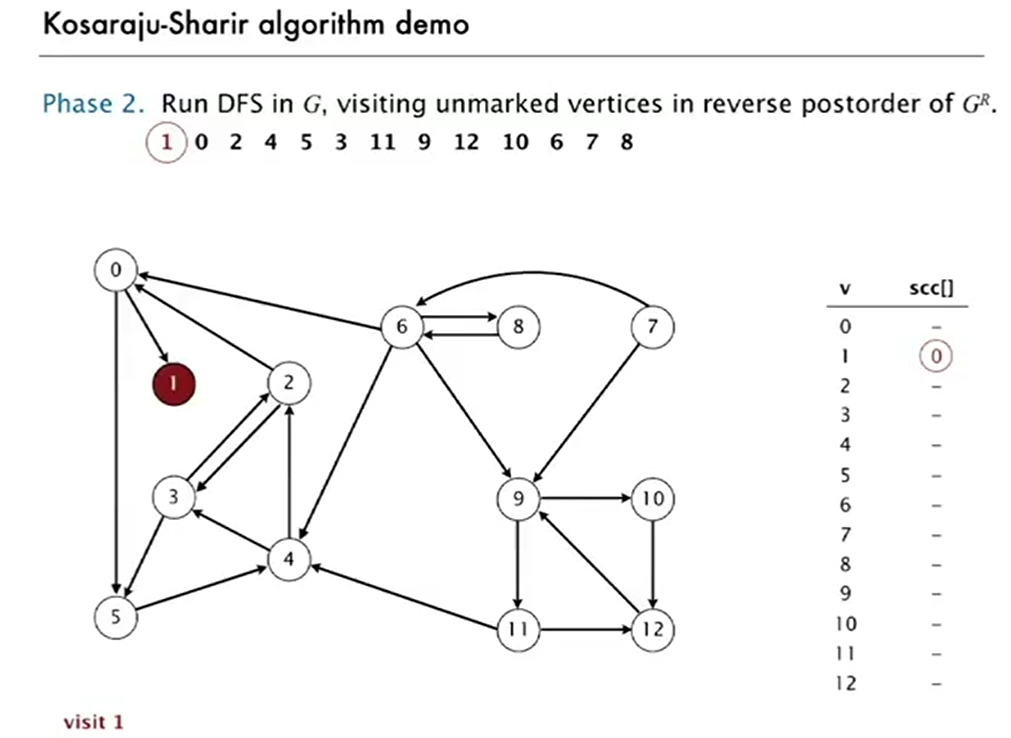 Kosaraju-Sharir algorithm demo
Phase 2. Run DFS in G, visiting unmarked vertices in reverse postorder of Gᴿ.
1 0 2 4 5 3 11 9 12 10 6 7 8
0
6 8 7
1 2
3 9 10
4
5 11 12
v scc[]
0 –
1 0
2 –
3 –
4 –
5 –
6 –
7 –
8 –
9 –
10 –
11 –
12 –
visit 1